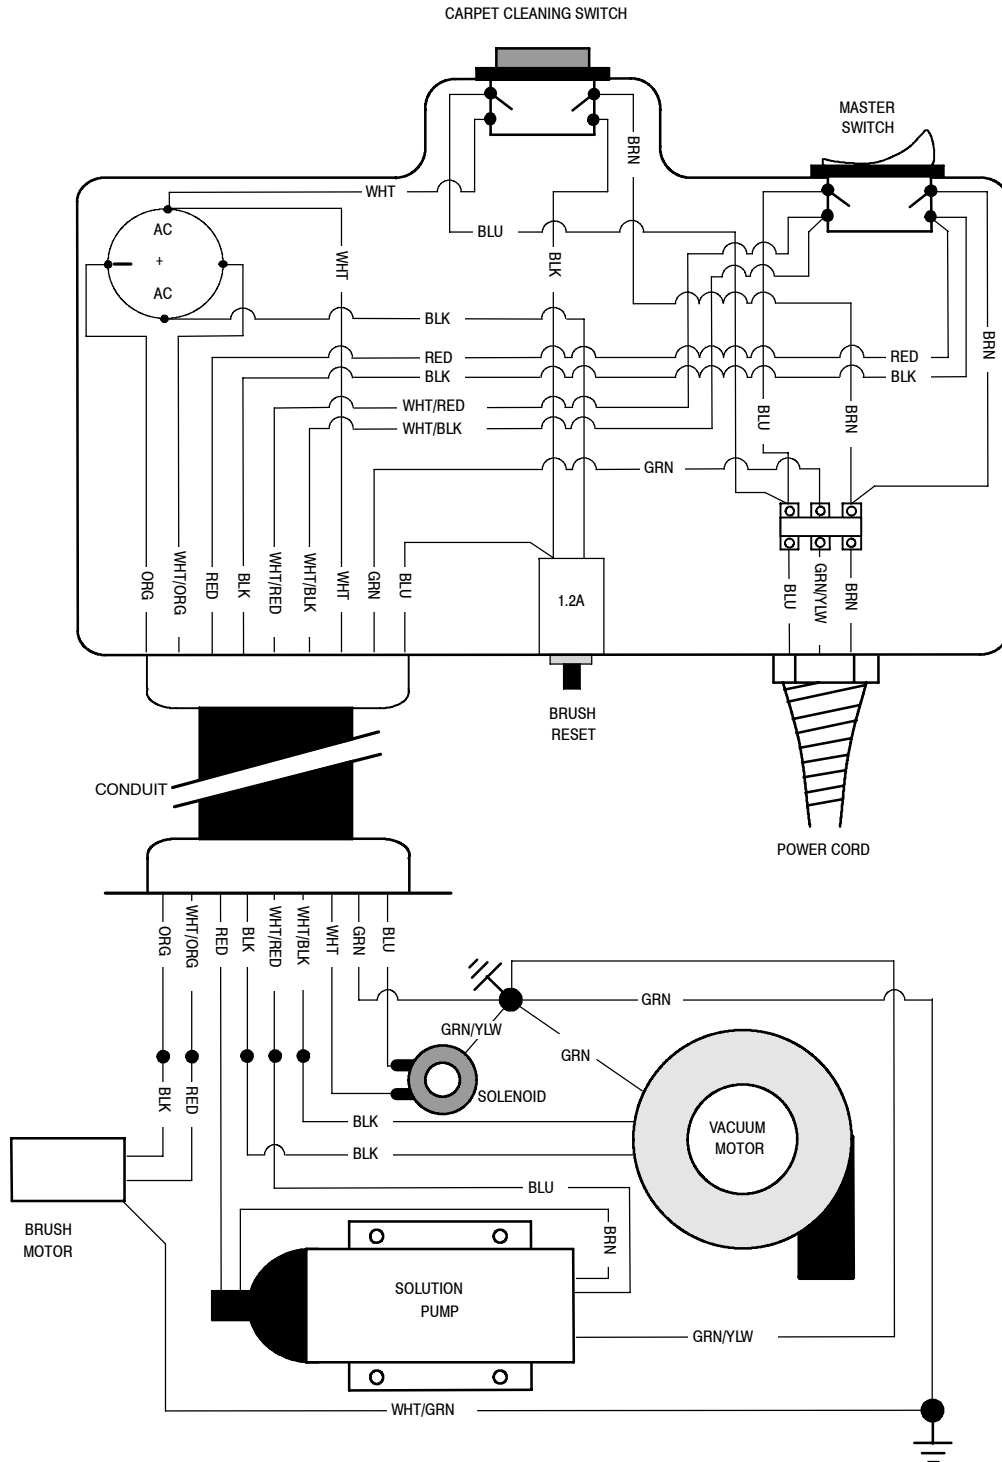 CARPET CLEANING SWITCH
MASTER
SWITCH
BRN
WHT
BLU
AC
+
AC
WHT
BLK
BLK
RED
RED
BRN
BLK
BLK
WHT/RED
BLU
BRN
WHT/BLK
GRN
ORG
WHT/ORG
RED
BLK
WHT/RED
WHT/BLK
WHT
GRN
BLU
1.2A
BLU
GRN/YLW
BRN
BRUSH
RESET
CONDUIT
POWER CORD
ORG
WHT/ORG
RED
BLK
WHT/RED
WHT/BLK
WHT
GRN
BLU
GRN
GRN/YLW
GRN
BLK
RED
SOLENOID
BLK
VACUUM
MOTOR
BLK
BLU
BRUSH
MOTOR
BRN
SOLUTION
PUMP
GRN/YLW
WHT/GRN